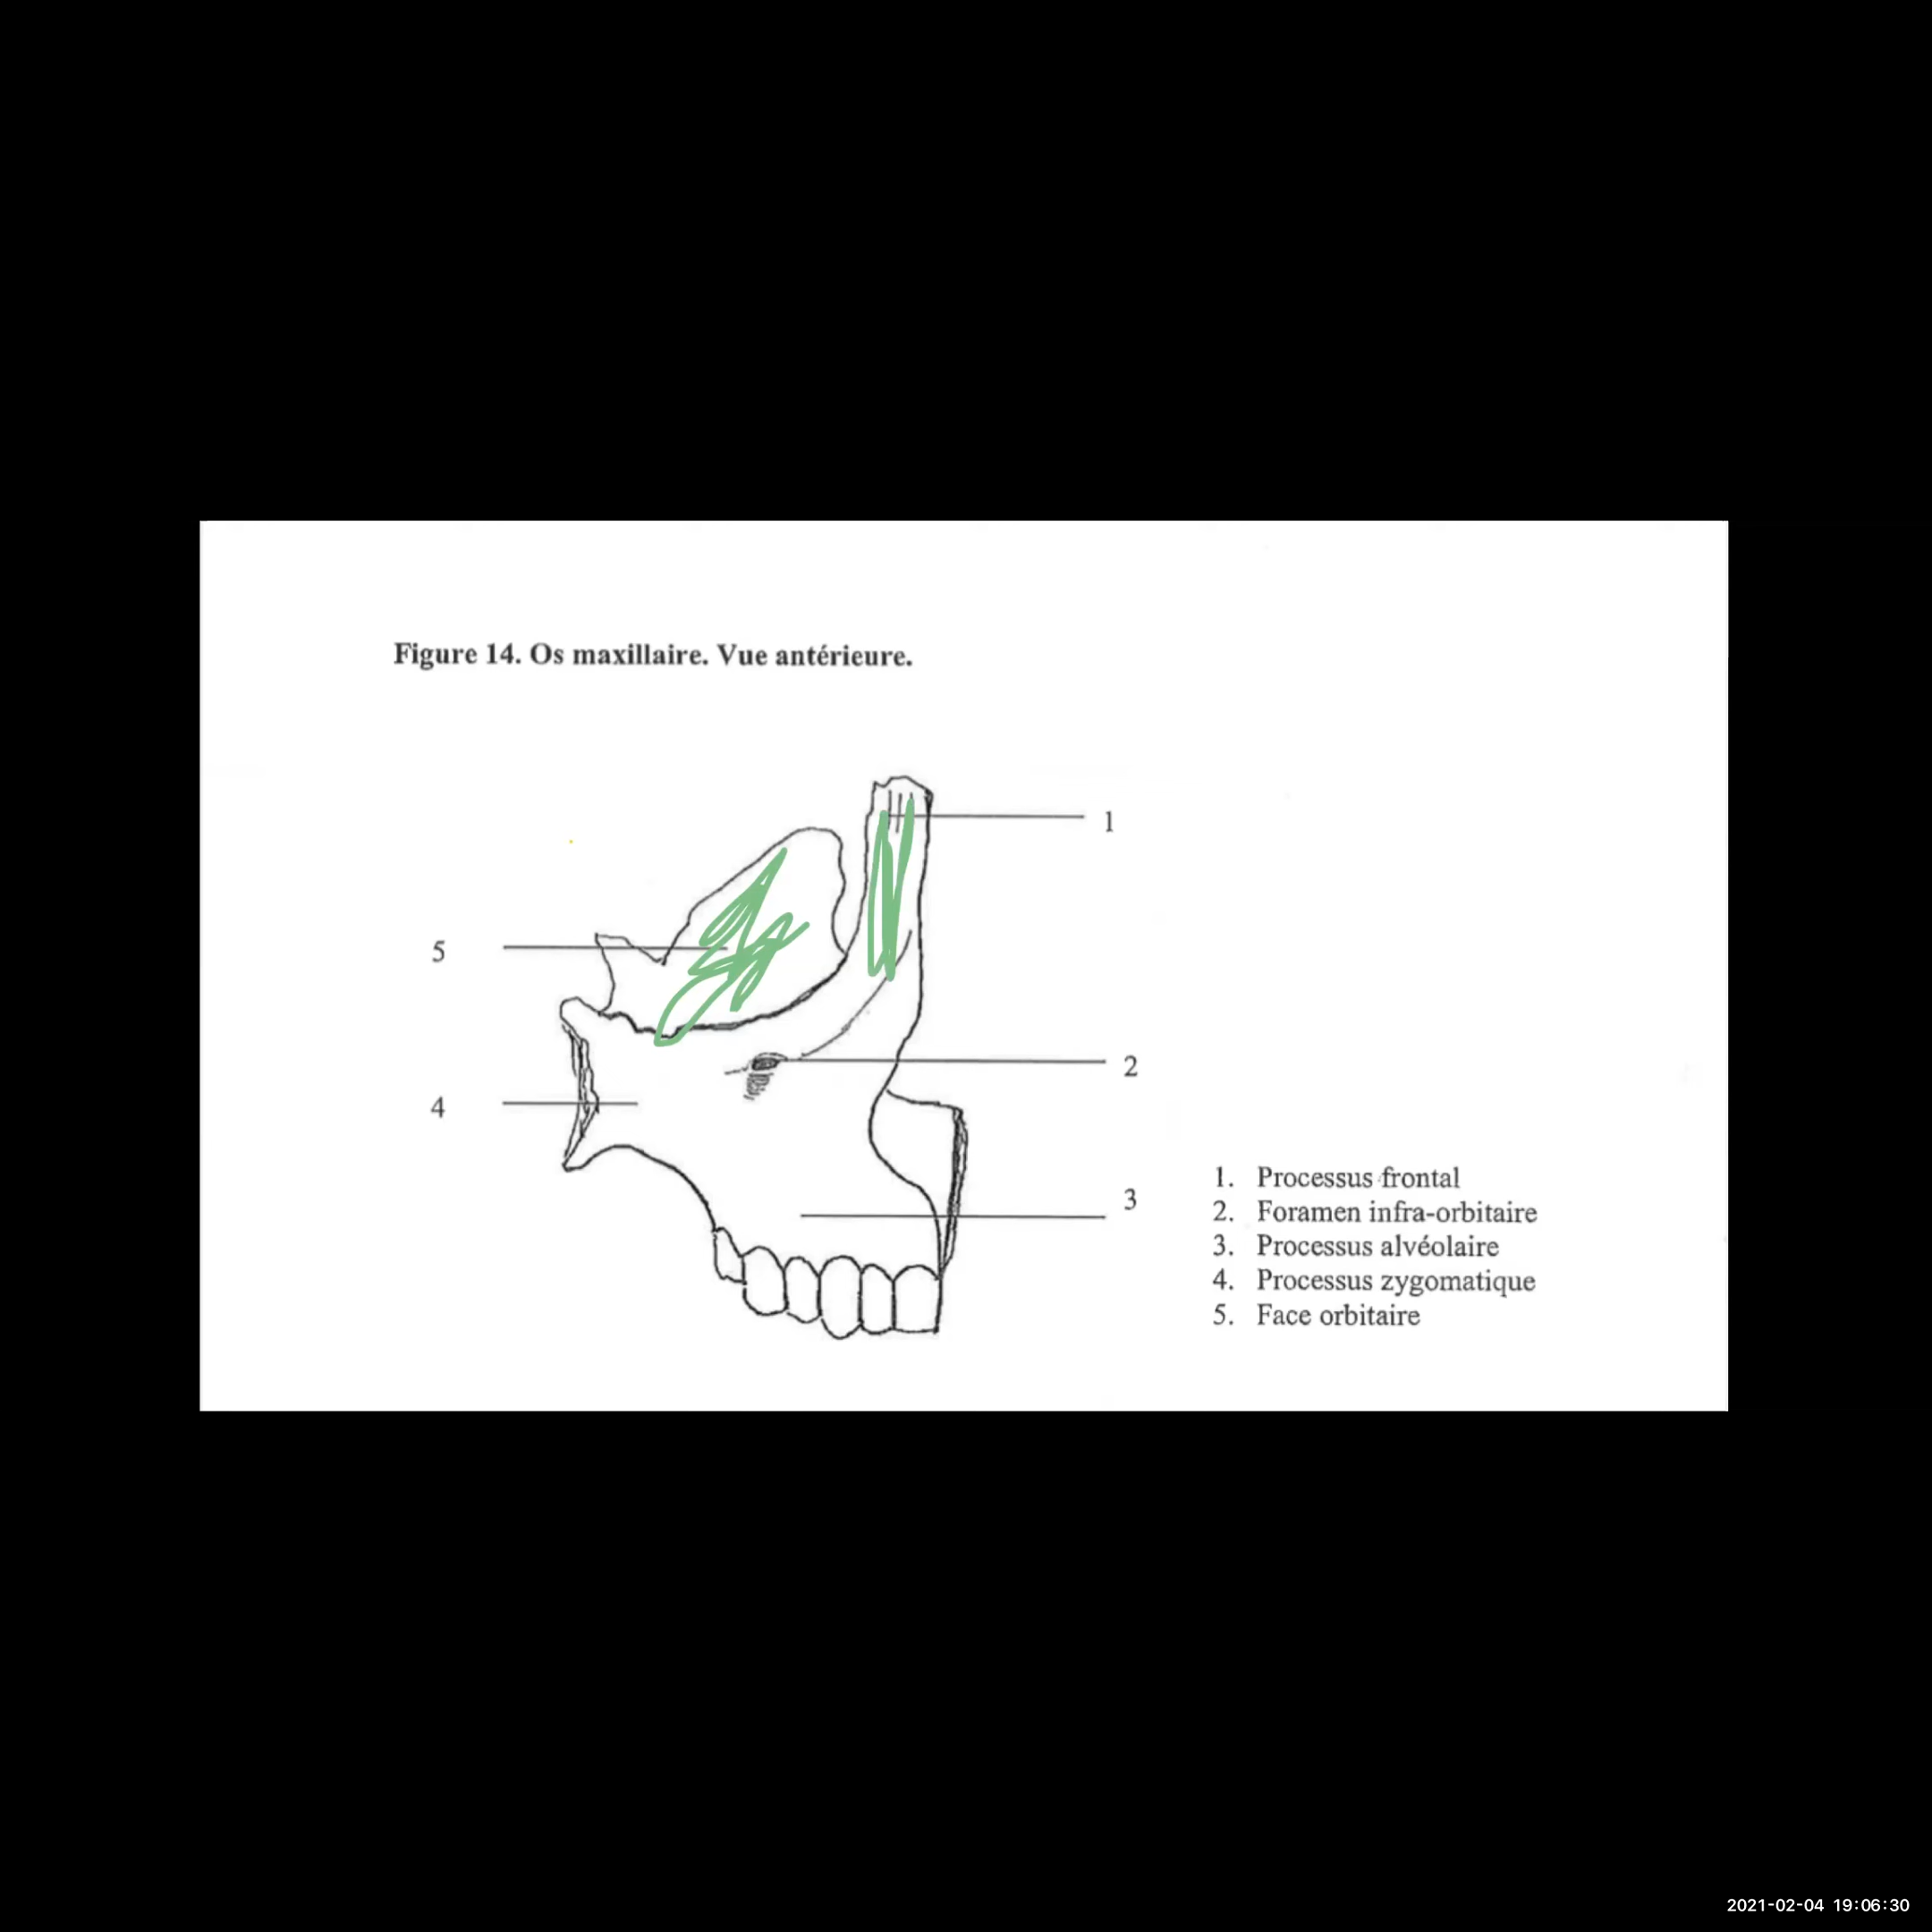 Figure 14. Os maxillaire. Vue antérieure.
1
5
2
4
3
1. Processus frontal
2. Foramen infra-orbitaire
3. Processus alvéolaire
4. Processus zygomatique
5. Face orbitaire
2021-02-04 19:06:30